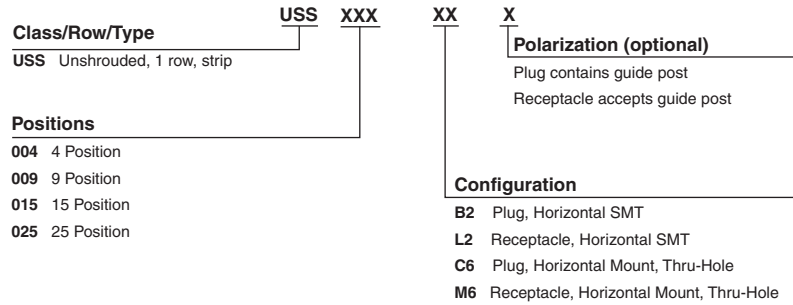 USS XXX XX X
Class/Row/Type
USS Unshrouded, 1 row, strip
Polarization (optional)
Plug contains guide post
Receptacle accepts guide post
Positions
004 4 Position
009 9 Position
015 15 Position
025 25 Position
Configuration
B2 Plug, Horizontal SMT
L2 Receptacle, Horizontal SMT
C6 Plug, Horizontal Mount, Thru-Hole
M6 Receptacle, Horizontal Mount, Thru-Hole